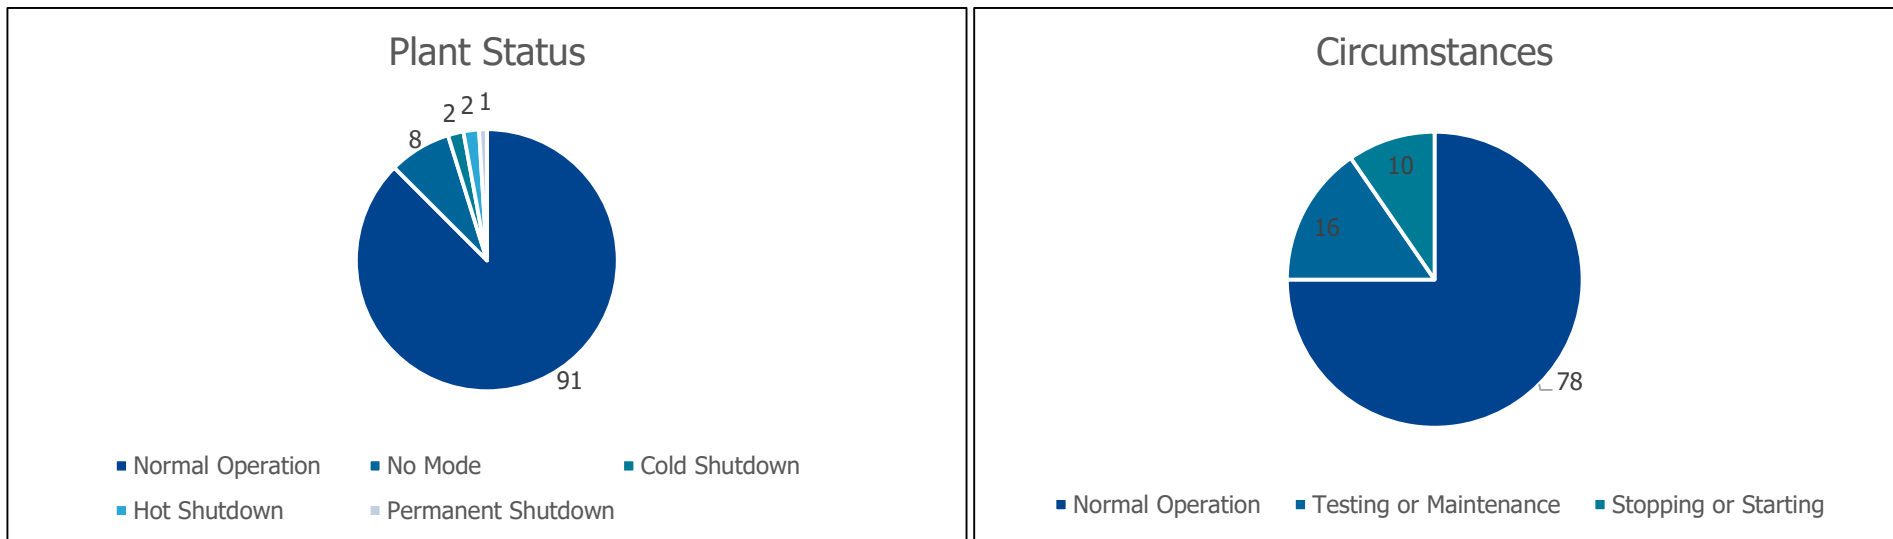 Plant Status
2 2 1
8
91
Normal Operation No Mode Cold Shutdown
Hot Shutdown Permanent Shutdown
Circumstances
10
16
78
Normal Operation Testing or Maintenance Stopping or Starting